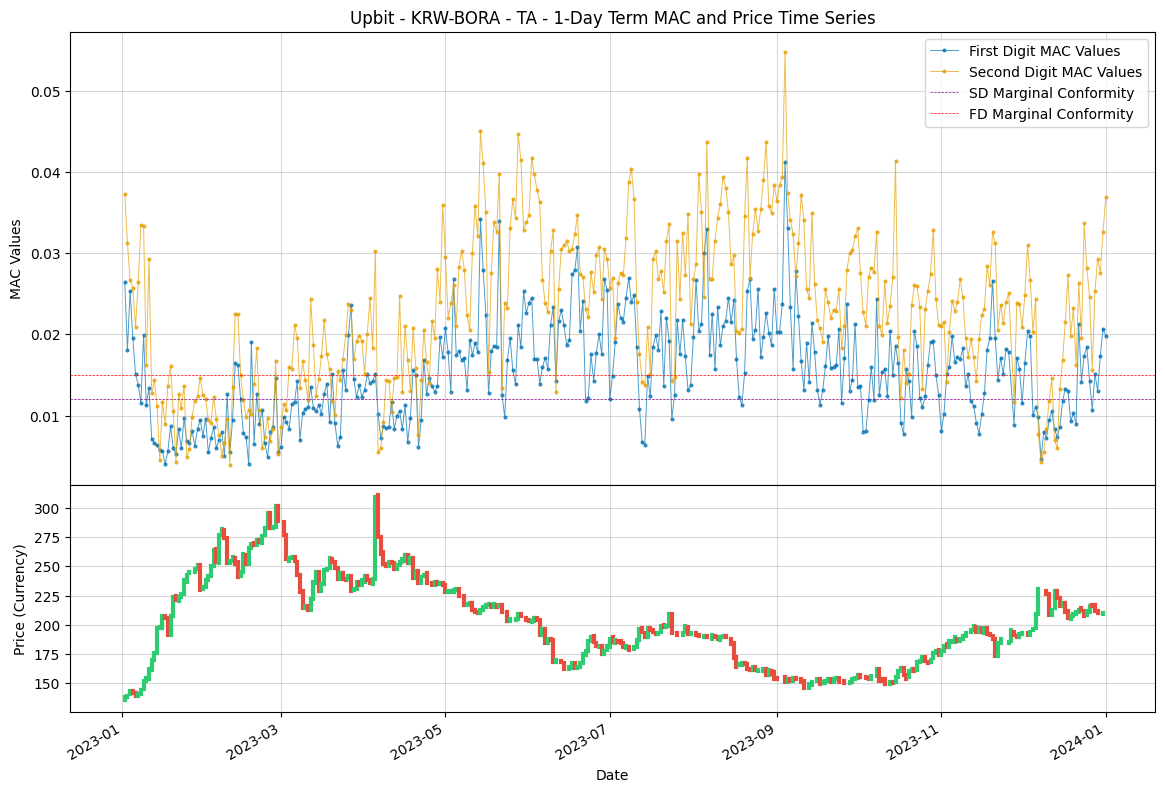 Upbit - KRW-BORA - TA - 1-Day Term MAC and Price Time Series
First Digit MAC Values
Second Digit MAC Values
SD Marginal Conformity
FD Marginal Conformity
MAC Values
0.05
0.04
0.03
0.02
0.01
Price (Currency)
300
275
250
225
200
175
150
2023-01
2023-03
2023-05
2023-07
2023-09
2023-11
2024-01
Date